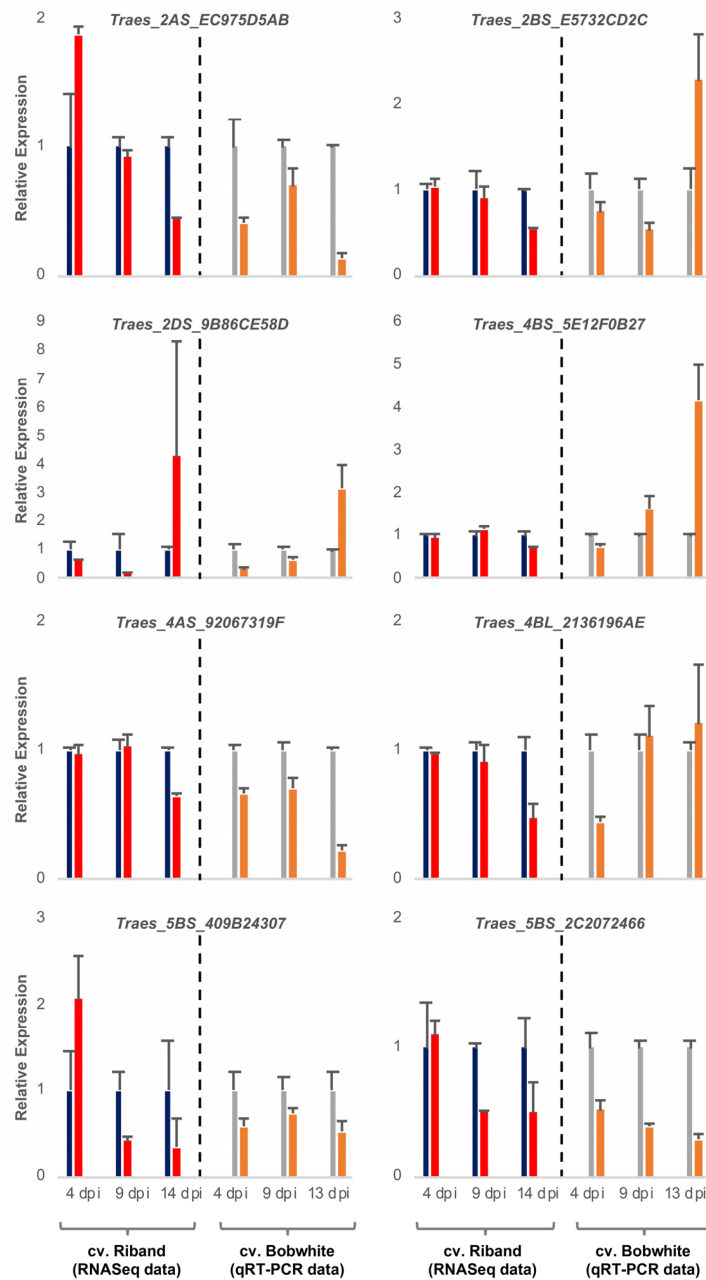 Traes_2AS_EC975D5AB
Relative Expression
2
1
0
Traes_2BS_E5732CD2C
3
2
1
0
Traes_2DS_9B86CE58D
Relative Expression
9
8
7
6
5
4
3
2
1
0
Traes_4BS_5E12F0B27
6
5
4
3
2
1
0
Traes_4AS_92067319F
Relative Expression
2
1
0
Traes_4BL_2136196AE
2
1
0
Traes_5BS_409B24307
Relative Expression
3
2
1
0
4 dpi 9 dpi 14 dpi 4 dpi 9 dpi 13 dpi
cv. Riband
(RNASeq data)
cv. Bobwhite
(qRT-PCR data)
Traes_5BS_2C2072466
2
1
0
4 dpi 9 dpi 14 dpi 4 dpi 9 dpi 13 dpi
cv. Riband
(RNASeq data)
cv. Bobwhite
(qRT-PCR data)